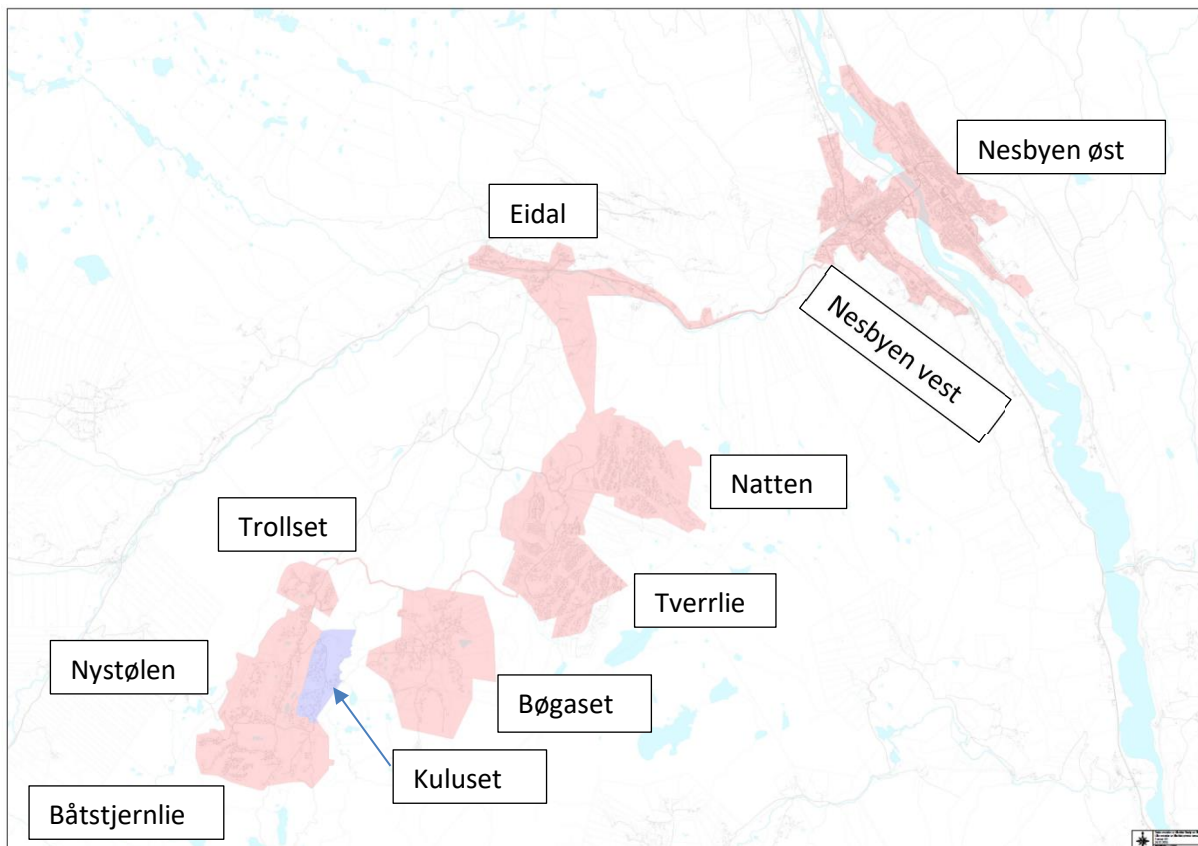 Nesbyen øst
Eidal
Nesbyen vest
Natten
Trollset
Tverrlie
Nystølen
Bøgaset
Kuluset
Båtstjernlie